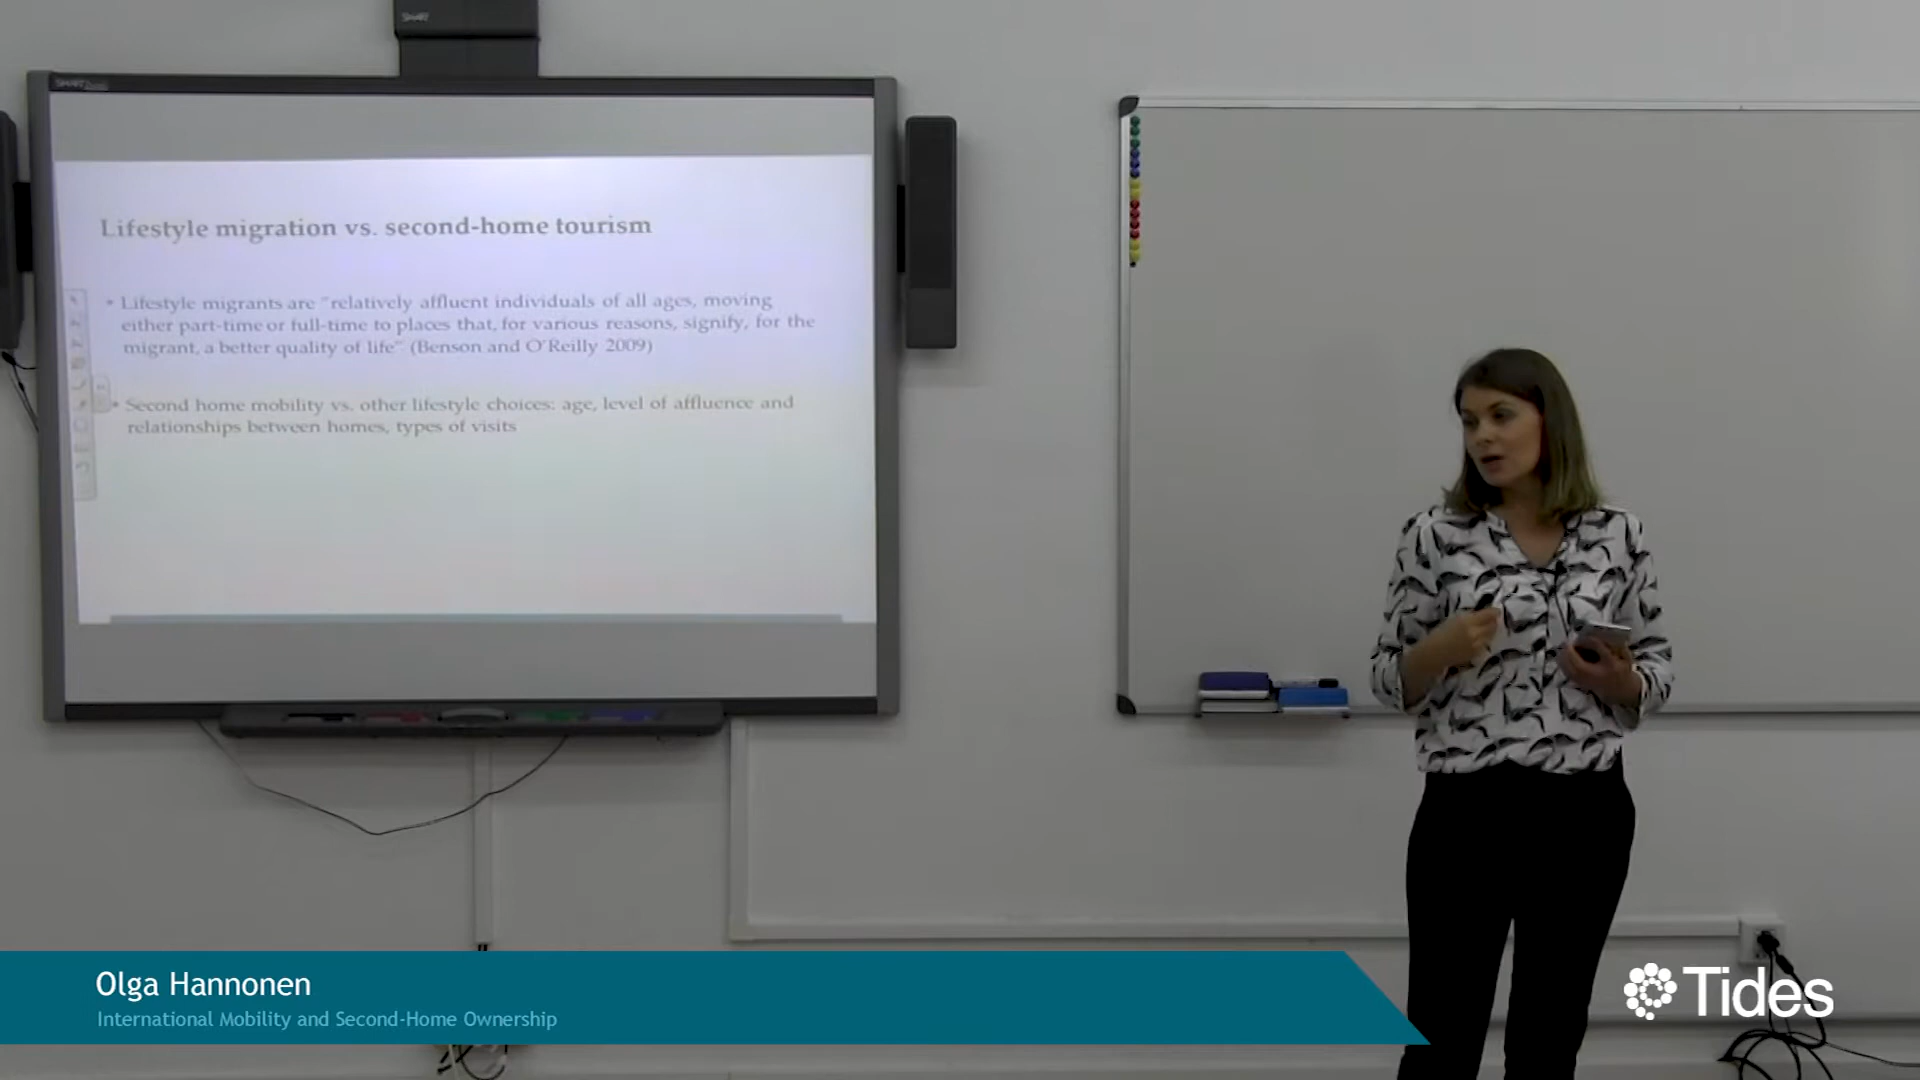 SMART
SMART
Lifestyle migration vs. second-home tourism
• Lifestyle migrants are "relatively affluent individuals of all ages, moving
either part-time or full-time to places that, for various reasons, signify, for the
migrant, a better quality of life" (Benson and O'Reilly 2009)
• Second home mobility vs. other lifestyle choices: age, level of affluence and
relationships between homes, types of visits
Olga Hannonen
International Mobility and Second-Home Ownership
Tides